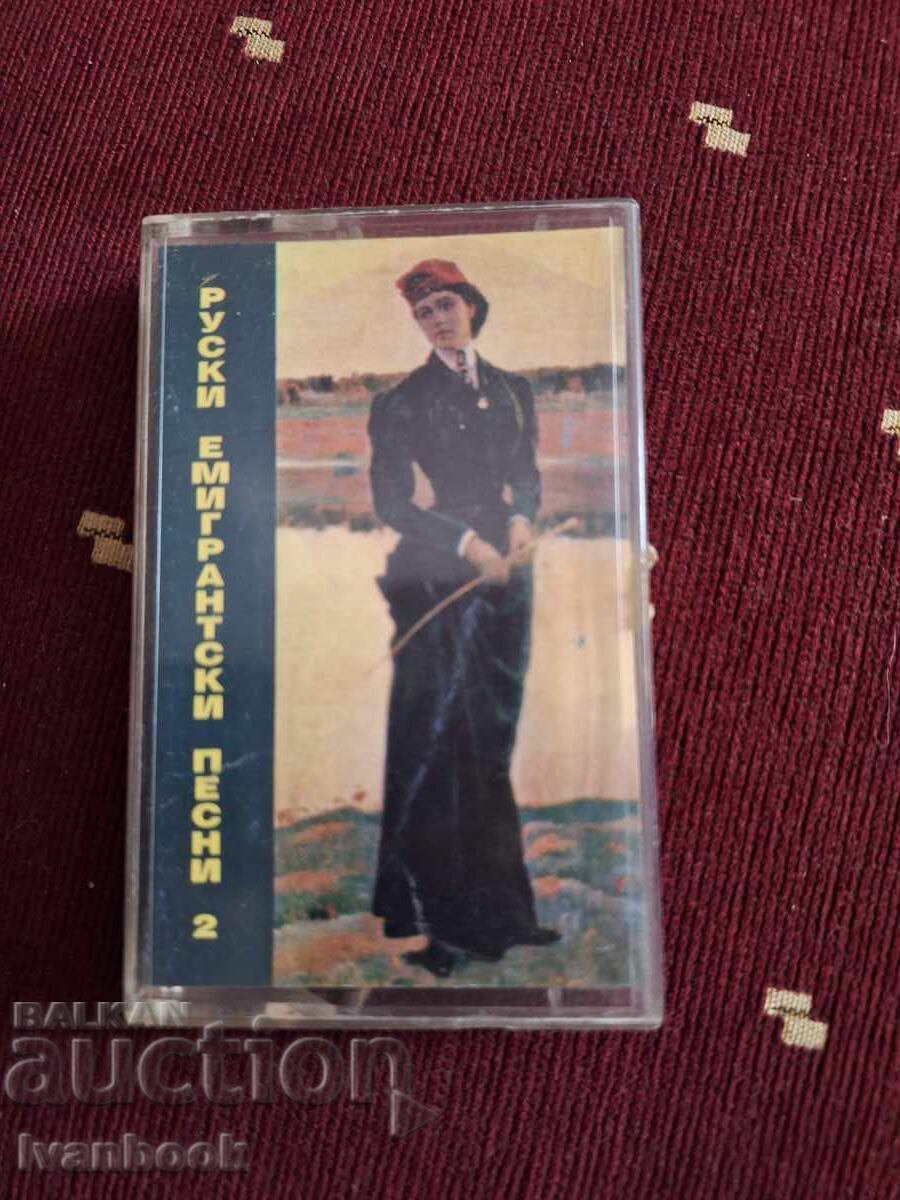 РУСКИ ЕМИГРАНТСКИ ПЕСНИ 2
BALKAN
auction
Ivanbook